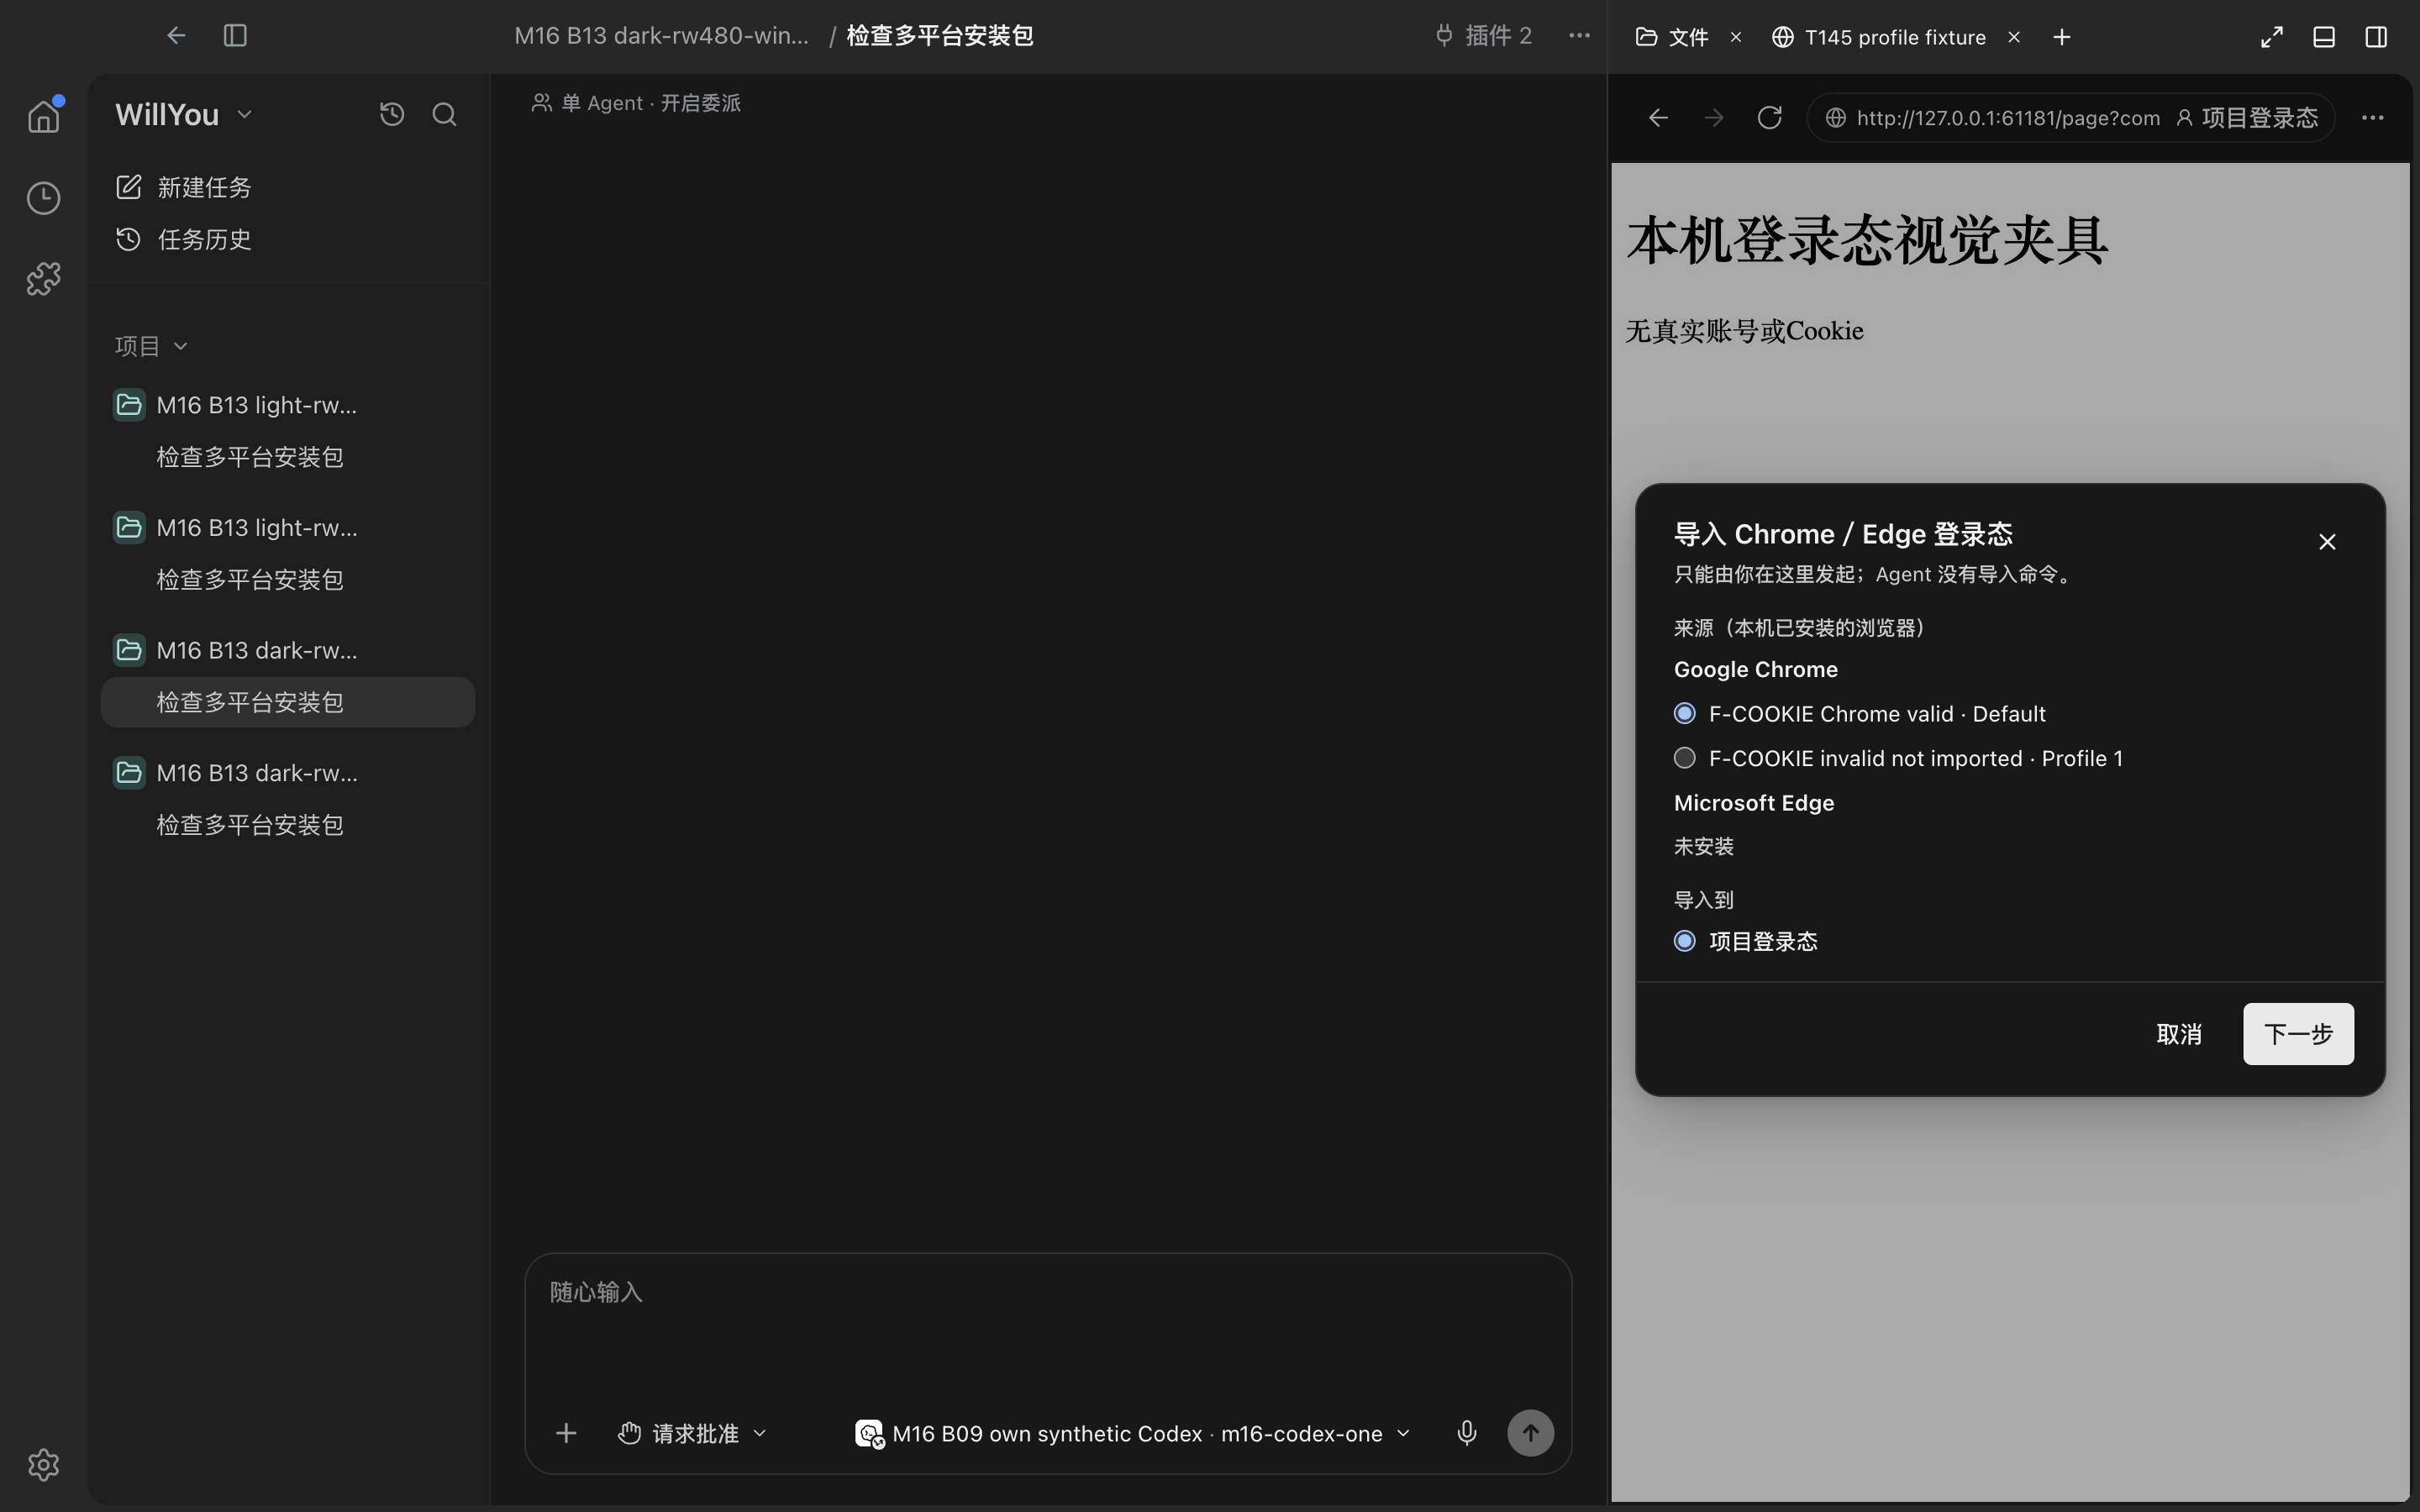 M16 B13 dark-rw480-win... / 检查多平台安装包
插件 2
文件
T145 profile fixture
WillYou
新建任务
任务历史
项目
M16 B13 light-rw...
检查多平台安装包
M16 B13 light-rw...
检查多平台安装包
M16 B13 dark-rw...
检查多平台安装包
M16 B13 dark-rw...
检查多平台安装包
单 Agent · 开启委派
随心输入
请求批准
M16 B09 own synthetic Codex · m16-codex-one
http://127.0.0.1:61181/page?com
项目登录态
本机登录态视觉夹具
无真实账号或Cookie
导入 Chrome / Edge 登录态
只能由你在这里发起；Agent 没有导入命令。
来源（本机已安装的浏览器）
Google Chrome
F-COOKIE Chrome valid · Default
F-COOKIE invalid not imported · Profile 1
Microsoft Edge
未安装
导入到
项目登录态
取消
下一步